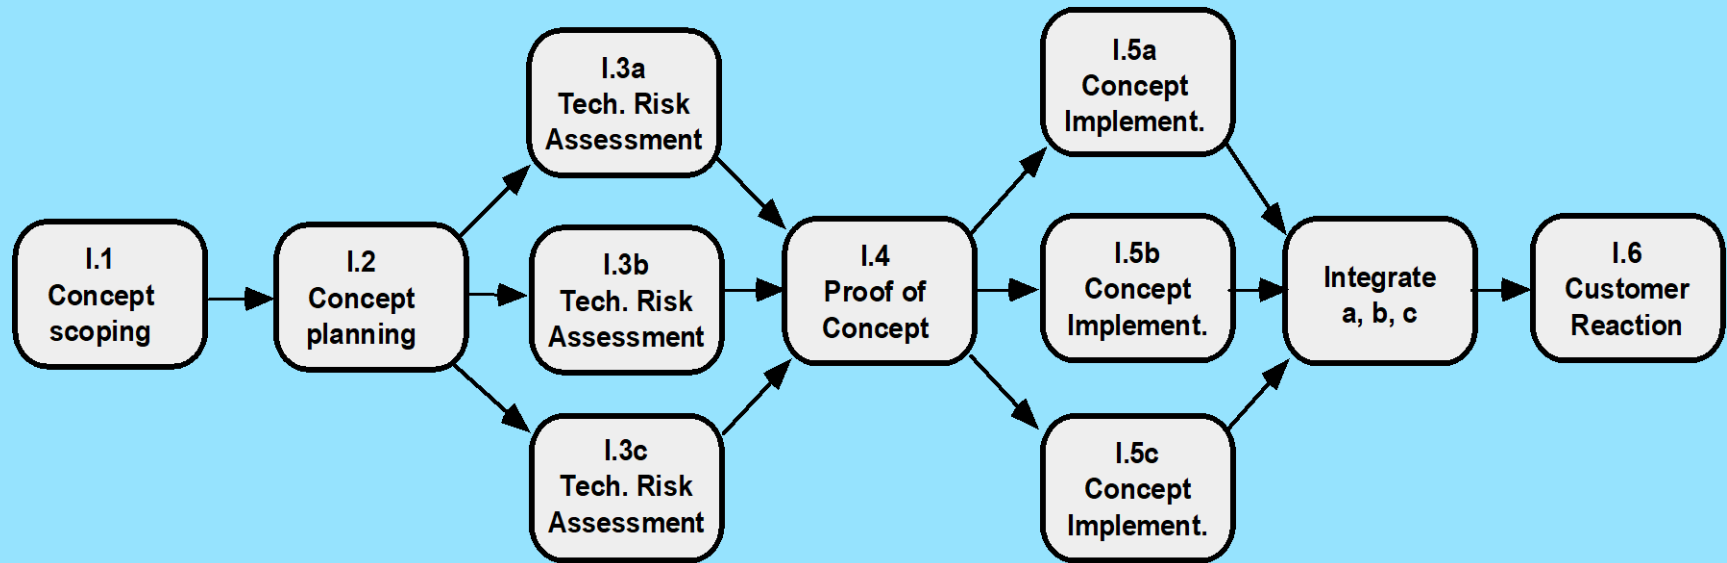 I.1
Concept
scoping
I.2
Concept
planning
I.3a
Tech. Risk
Assessment
I.3b
Tech. Risk
Assessment
I.3c
Tech. Risk
Assessment
I.4
Proof of
Concept
I.5a
Concept
Implement.
I.5b
Concept
Implement.
I.5c
Concept
Implement.
Integrate
a, b, c
I.6
Customer
Reaction